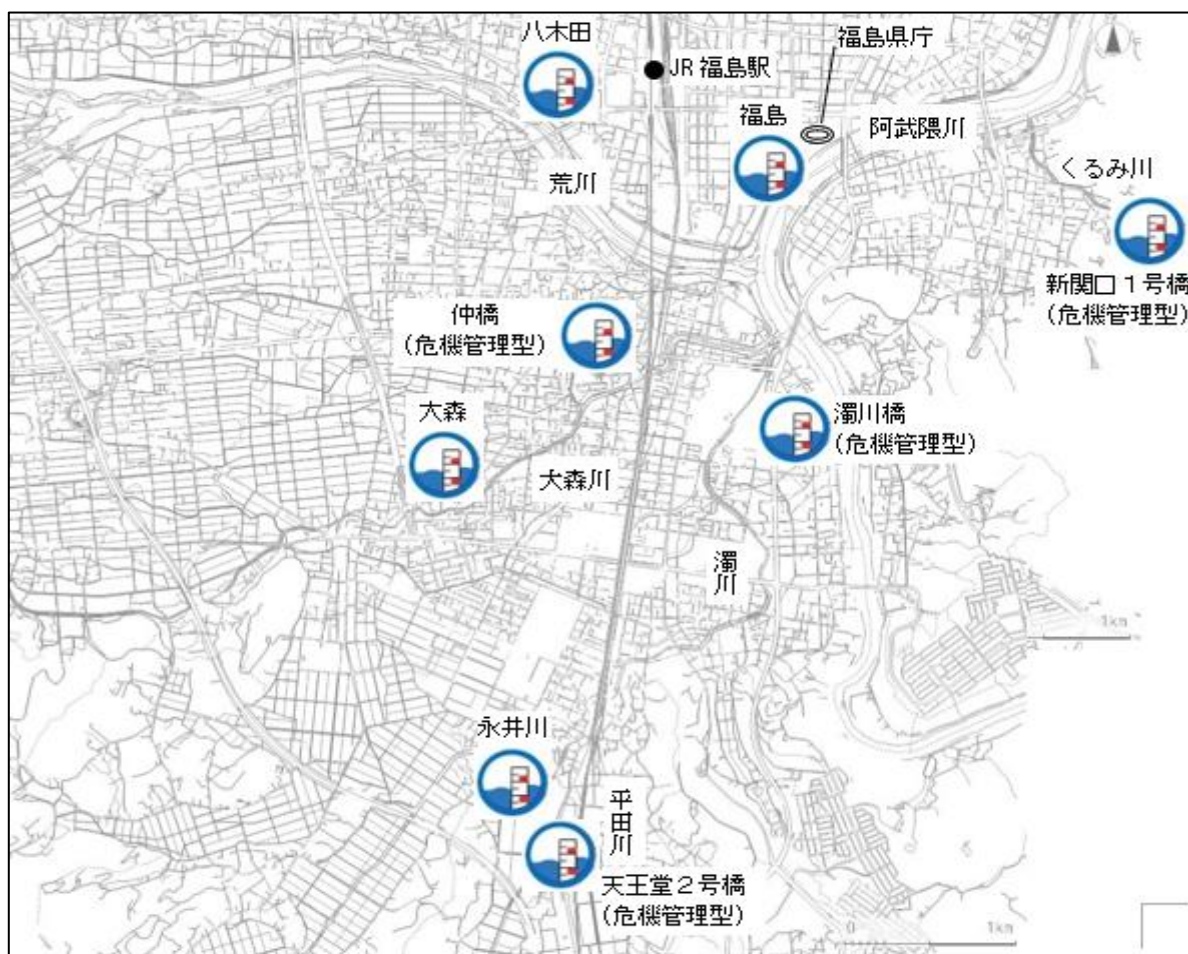 八木田
JR 福島駅
福島県庁
福島
阿武隈川
荒川
くるみ川
新関口１号橋
(危機管理型)
仲橋
(危機管理型)
大森
濁川橋
(危機管理型)
大森川
濁川
1km
永井川
平田川
天王堂２号橋
(危機管理型)
0
1km